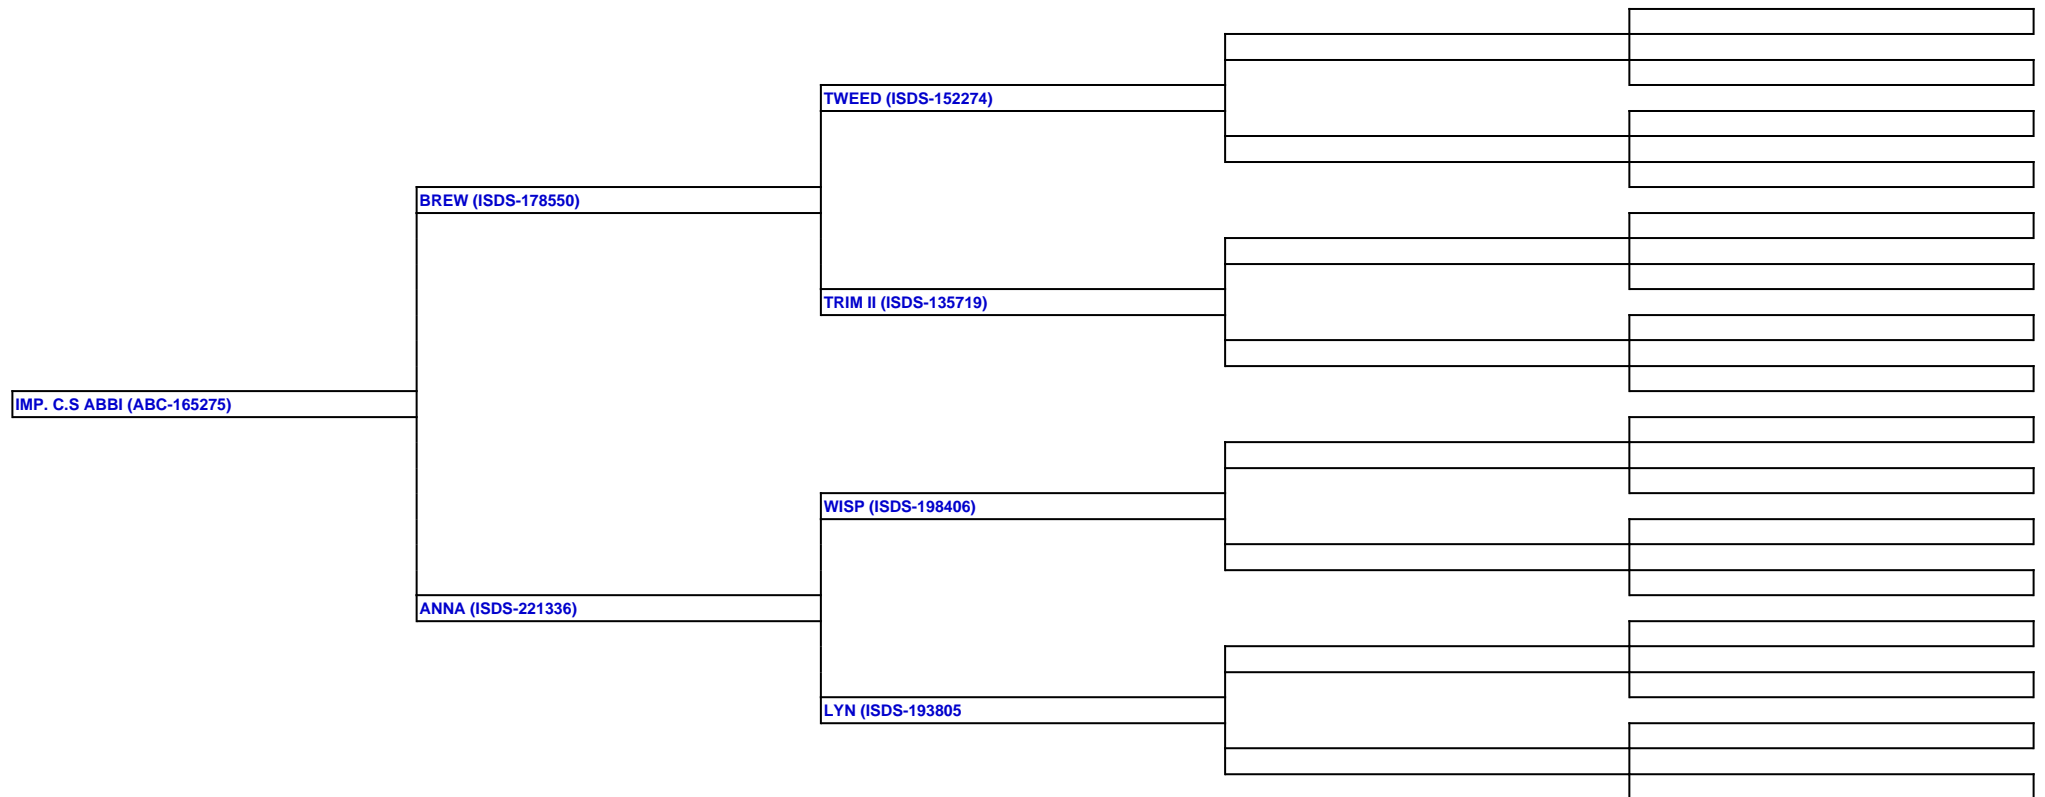 TWEED (ISDS-152274)
BREW (ISDS-178550)
TRIM II (ISDS-135719)
IMP. C.S ABBI (ABC-165275)
WISP (ISDS-198406)
ANNA (ISDS-221336)
LYN (ISDS-193805